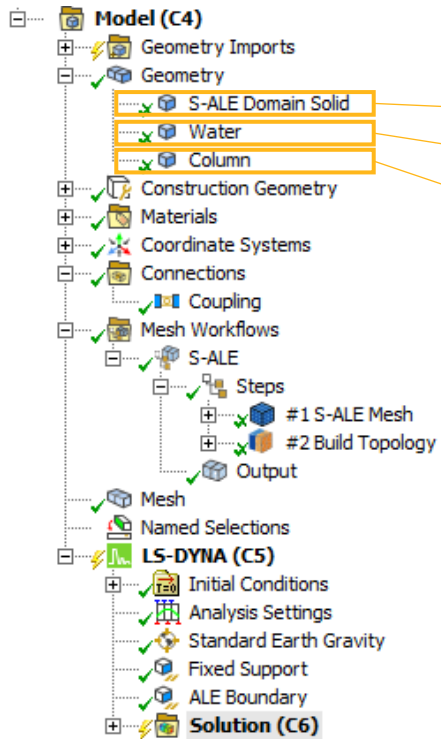 Model (C4)
Geometry Imports
Geometry
S-ALE Domain Solid
Water
Column
Construction Geometry
Materials
Coordinate Systems
Connections
Coupling
Mesh Workflows
S-ALE
Steps
#1 S-ALE Mesh
#2 Build Topology
Output
Mesh
Named Selections
LS-DYNA (C5)
T=0 Initial Conditions
Analysis Settings
Standard Earth Gravity
Fixed Support
ALE Boundary
Solution (C6)